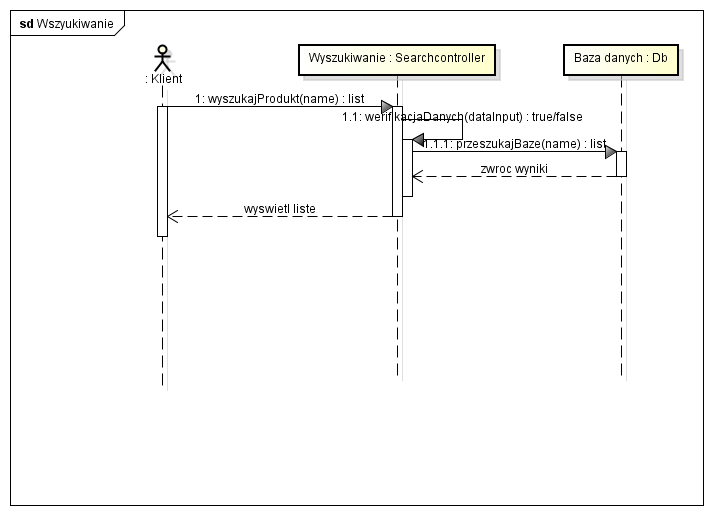 sd Wszyukiwanie
: Klient
Wyszukiwanie : Searchcontroller
Baza danych : Db
1: wyszukajProdukt(name) : list
1.1: weryfikacjaDanych(dataInput) : true/false
1.1.1: przeszukajBaze(name) : list
zwroc wyniki
wyswietl liste